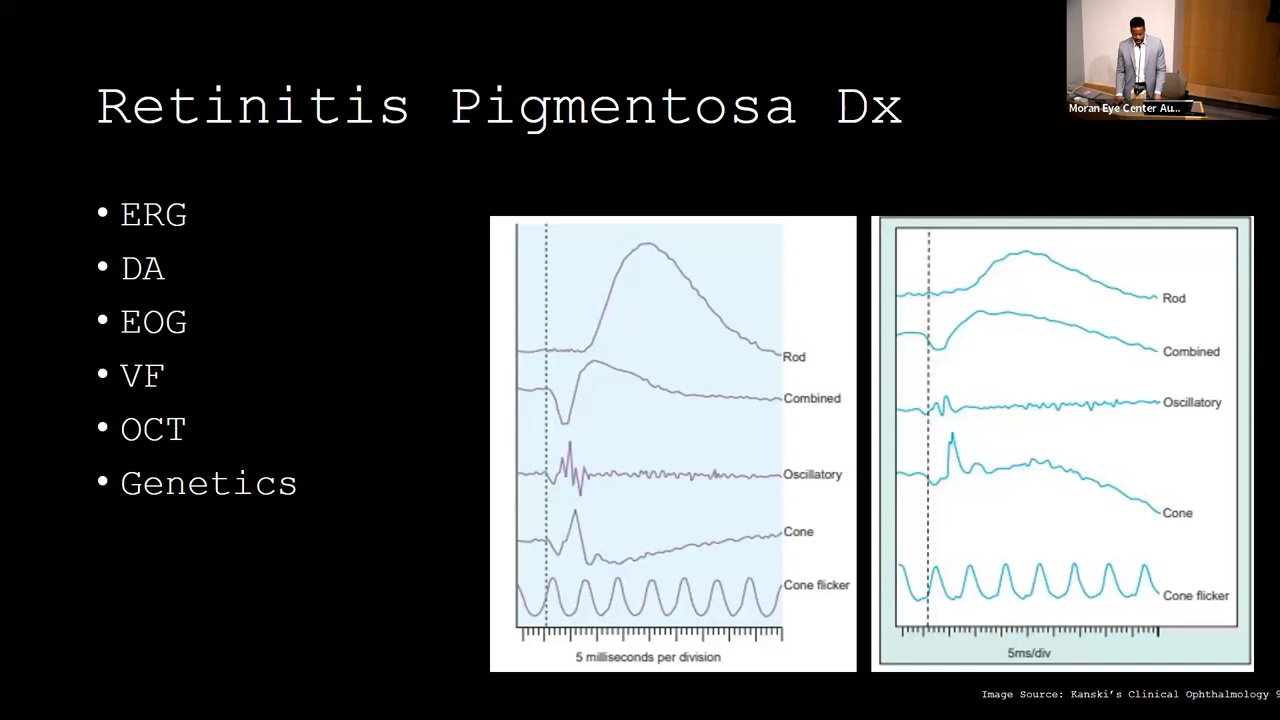 Moran Eye Center Au...
Retinitis Pigmentosa Dx
• ERG
• DA
• EOG
• VF
• OCT
• Genetics
Rod
Combined
Oscillatory
Cone
Cone flicker
5 milliseconds per division
Rod
Combined
Oscillatory
Cone
Cone flicker
5ms/div
Image Source: Kanski's Clinical Ophthalmology 9